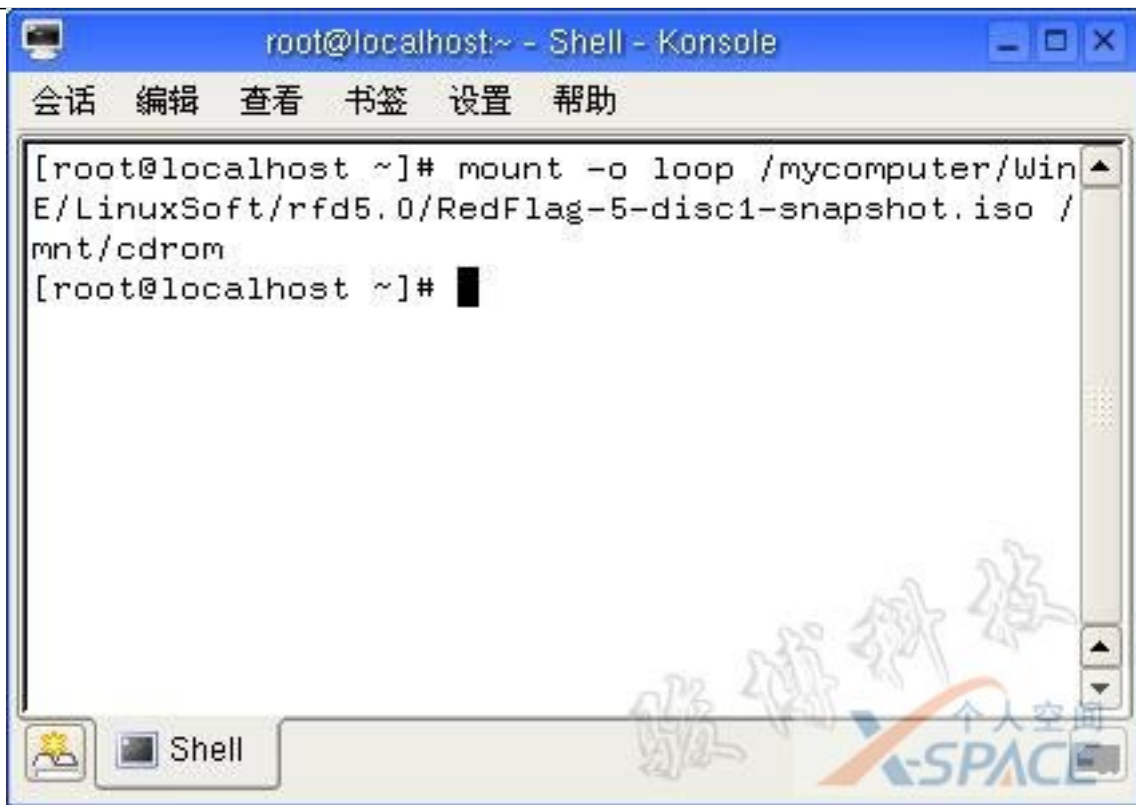 root@localhost:~ - Shell - Konsole
会话 编辑 查看 书签 设置 帮助
[root@localhost ~]# mount -o loop /mycomputer/Win
E/LinuxSoft/rfd5.0/RedFlag-5-disc1-snapshot.iso /
mnt/cdrom
[root@localhost ~]#
科技
个人空间
X-SPACE
Shell